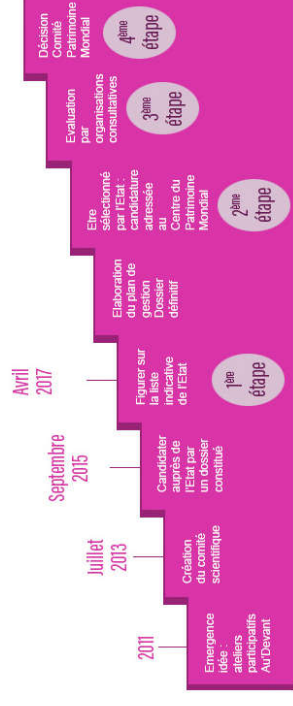 2011
Emergence
idée :
ateliers
participatifs
Au'Devant
Juillet
2013
Création
du comité
scientifique
Septembre
2015
Candidater
auprès de
l'Etat par
un dossier
constitué
Avril
2017
Figurer sur
la liste
indicative
de l'Etat
1ère
étape
Elaboration
du plan de
gestion
Dossier
définitif
Etre
sélectionné
par l'Etat :
candidature
adressée
au
Centre du
Patrimoine
Mondial
2ème
étape
Evaluation
par
organisations
consultatives
3ème
étape
Décision
Comité
Patrimoine
Mondial
4ème
étape